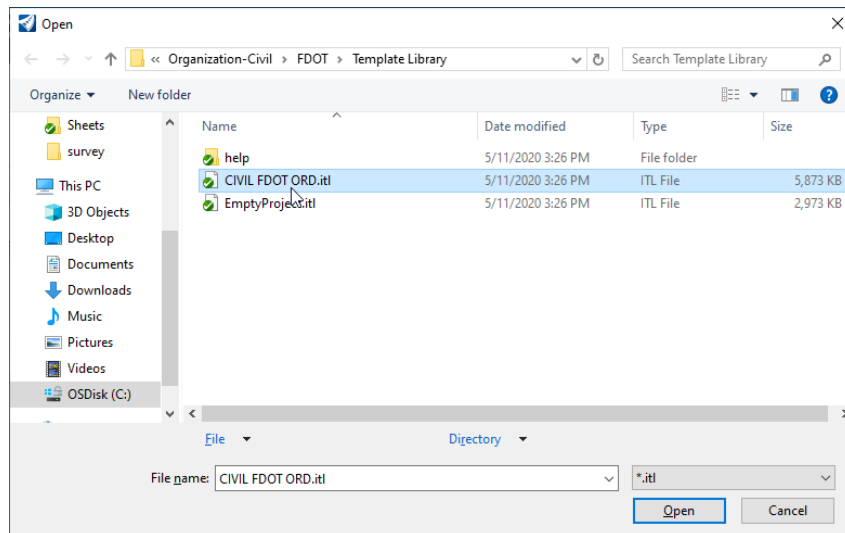 Open
« Organization-Civil > FDOT > Template Library
Search Template Library
Organize New folder
Sheets
survey
This PC
3D Objects
Desktop
Documents
Downloads
Music
Pictures
Videos
OSDisk (C:)
Name Date modified Type Size
help 5/11/2020 3:26 PM File folder
CIVIL FDOT ORD.itl 5/11/2020 3:26 PM ITL File 5,873 KB
EmptyProject.itl 5/11/2020 3:26 PM ITL File 2,973 KB
File Directory
File name: CIVIL FDOT ORD.itl *.itl
Open Cancel